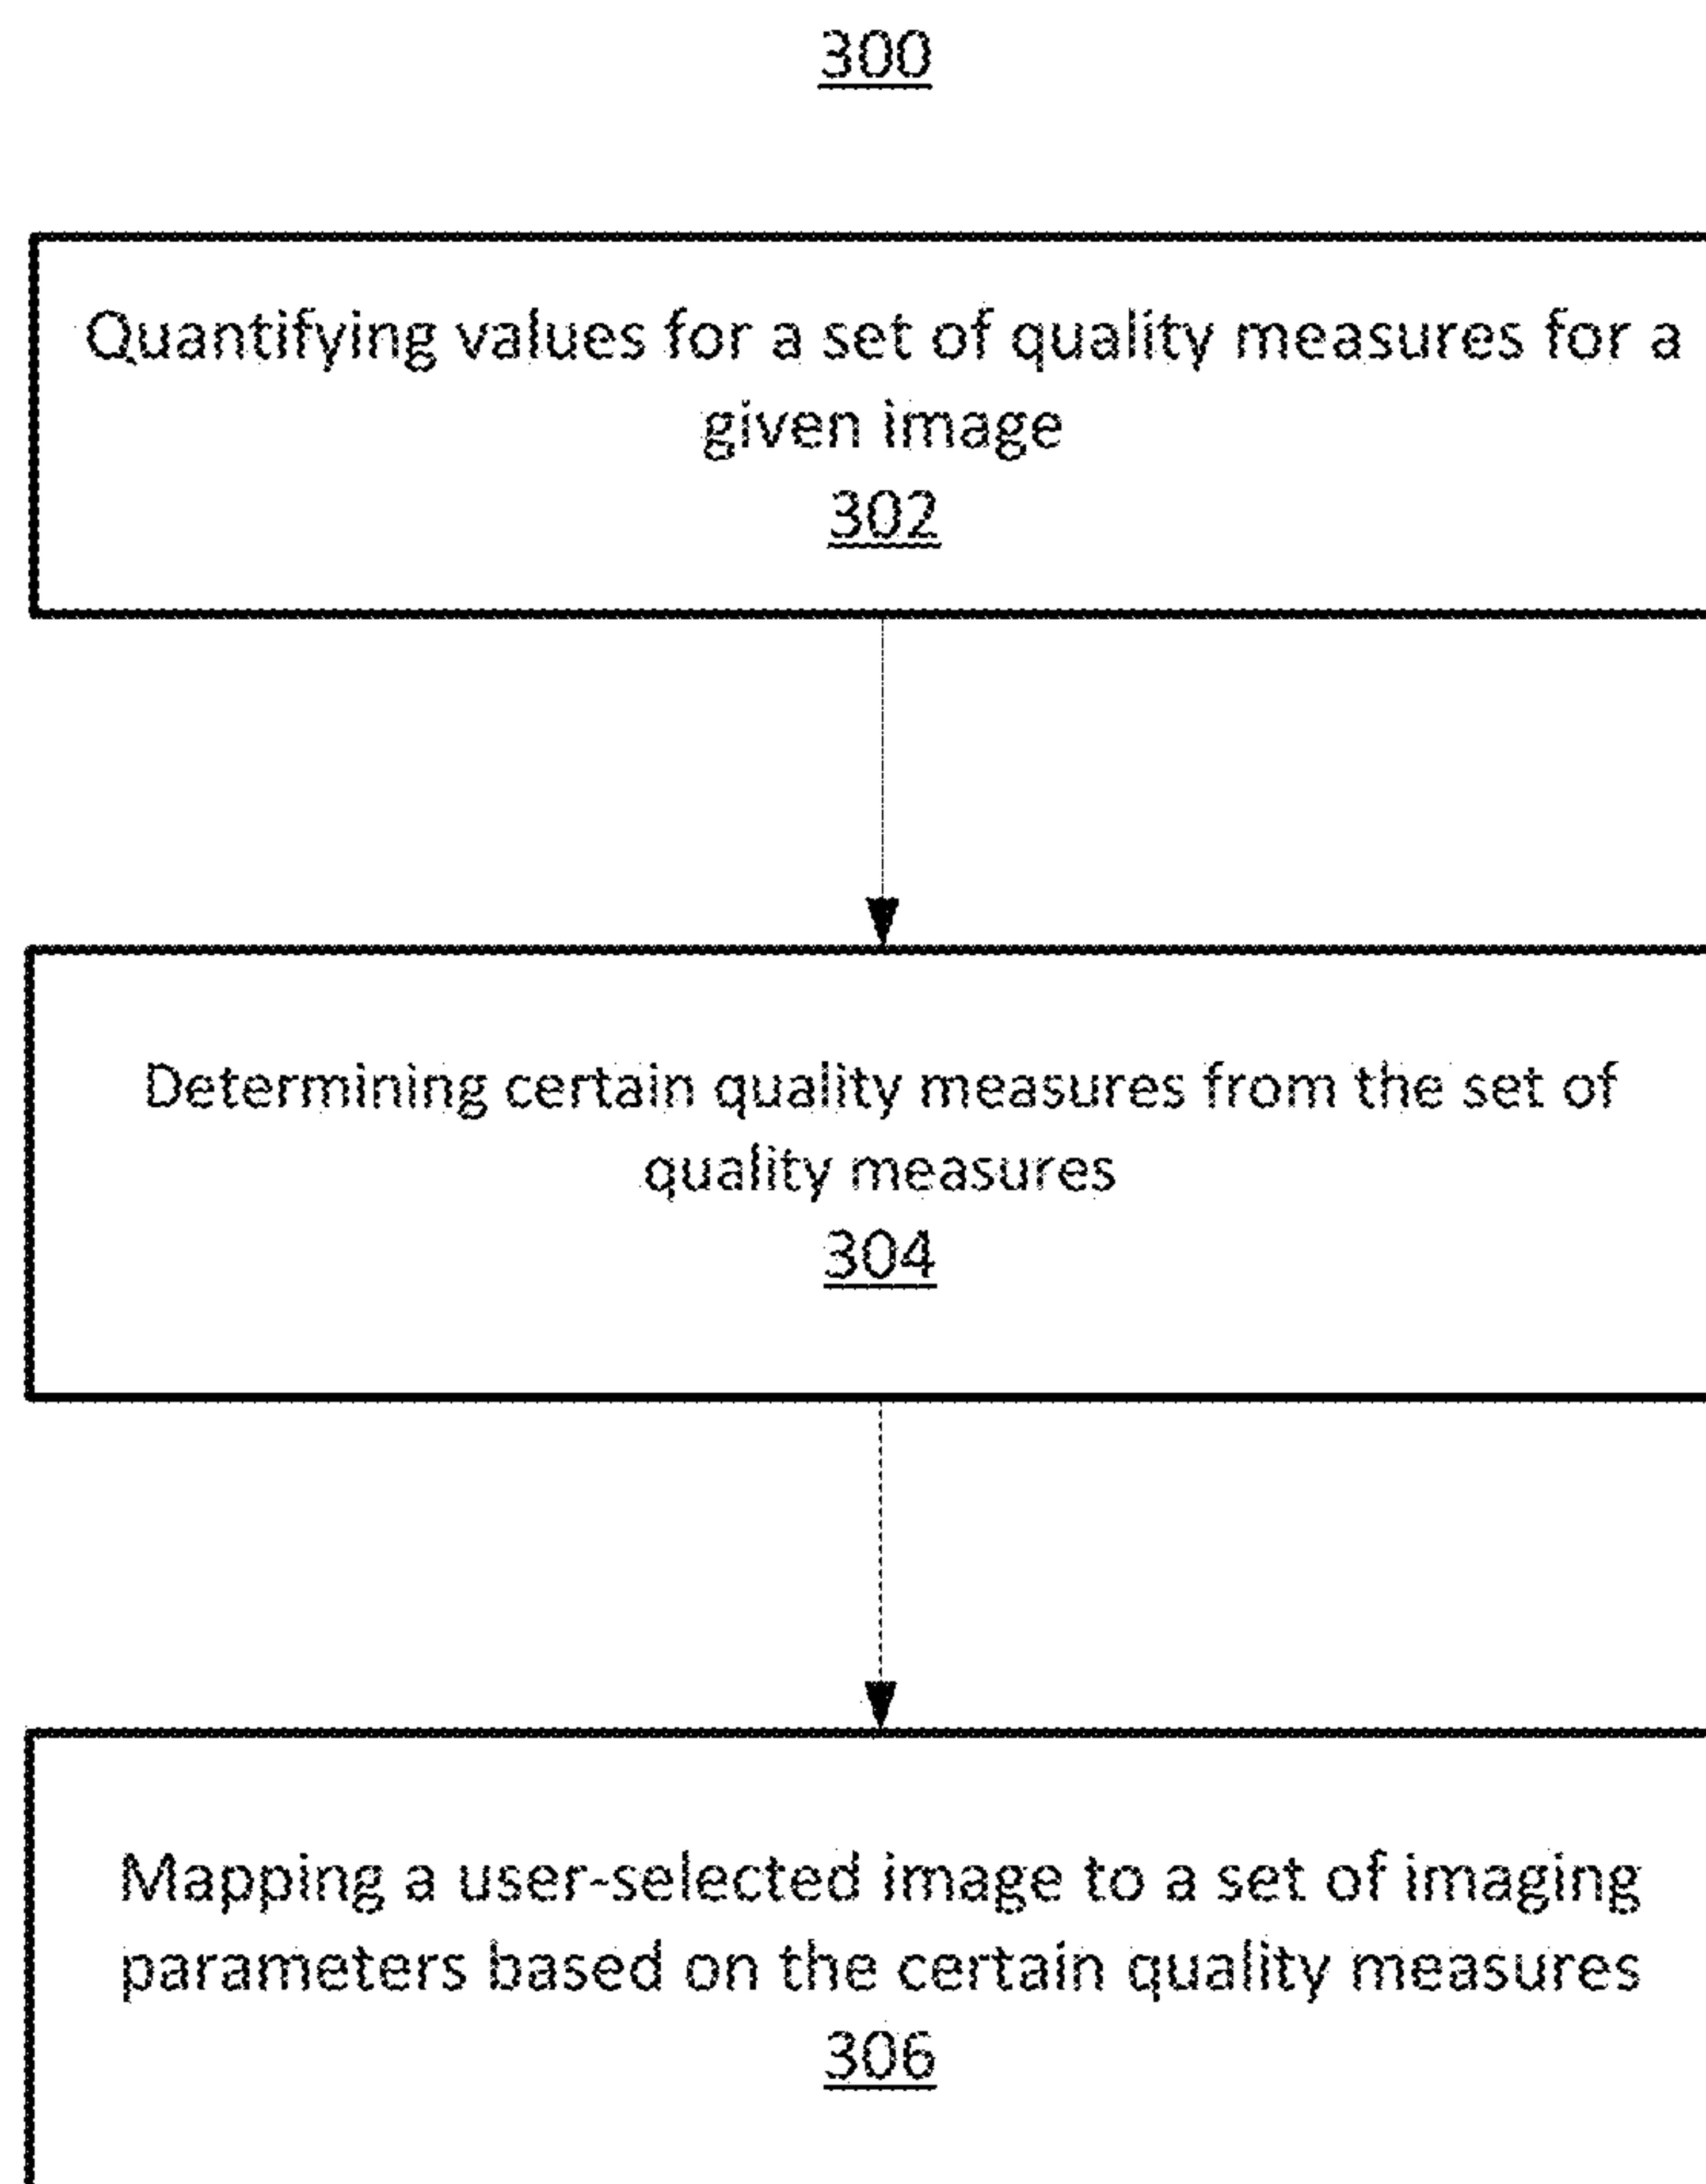 300
Quantifying values for a set of quality measures for a
given image
302
Determining certain quality measures from the set of
quality measures
304
Mapping a user-selected image to a set of imaging
parameters based on the certain quality measures
306